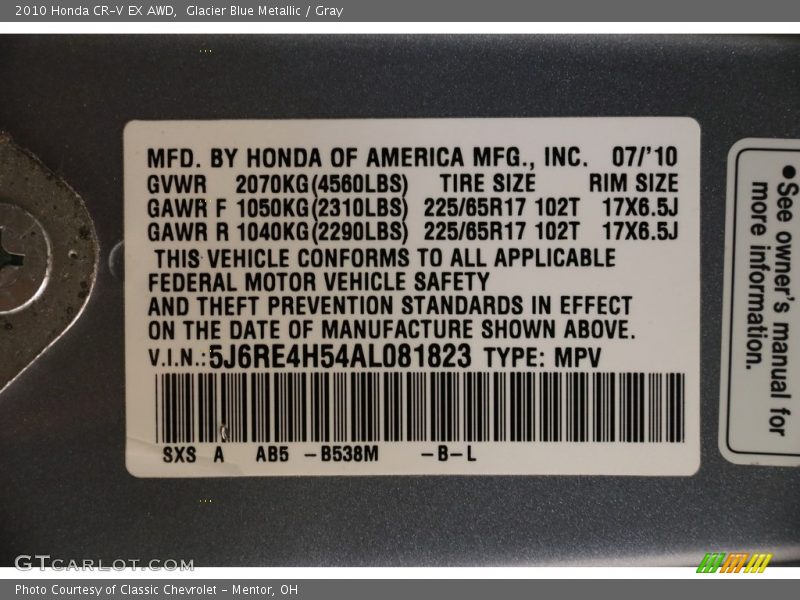 2010 Honda CR-V EX AWD,  Glacier Blue Metallic / Gray
MFD. BY HONDA OF AMERICA MFG., INC. 07/'10
GVWR 2070KG(4560LBS) TIRE SIZE RIM SIZE
GAWR F 1050KG(2310LBS) 225/65R17 102T 17X6.5J
GAWR R 1040KG(2290LBS) 225/65R17 102T 17X6.5J
THIS VEHICLE CONFORMS TO ALL APPLICABLE
FEDERAL MOTOR VEHICLE SAFETY
AND THEFT PREVENTION STANDARDS IN EFFECT
ON THE DATE OF MANUFACTURE SHOWN ABOVE.
V.I.N.:5J6RE4H54AL081823 TYPE: MPV
SXS A AB5 -B538M -B-L
●See owner's manual for
more information.
GTCARLOT.COM
Photo Courtesy of Classic Chevrolet - Mentor, OH